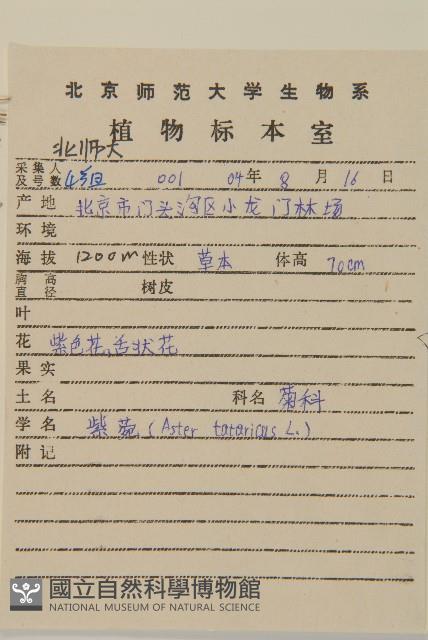 北京师范大学生物系
植物标本室
北师大
采集人及号数 4号组 001 04年 8月16日
产地 北京市门头沟区小龙门林场
环境
海拔 1200m 性状 草本 体高 70cm
胸高直径 树皮
叶
花 紫色花,舌状花
果实
土名 科名 菊科
学名 紫菀 (Aster tataricus L.)
附记
國立自然科學博物館
NATIONAL MUSEUM OF NATURAL SCIENCE